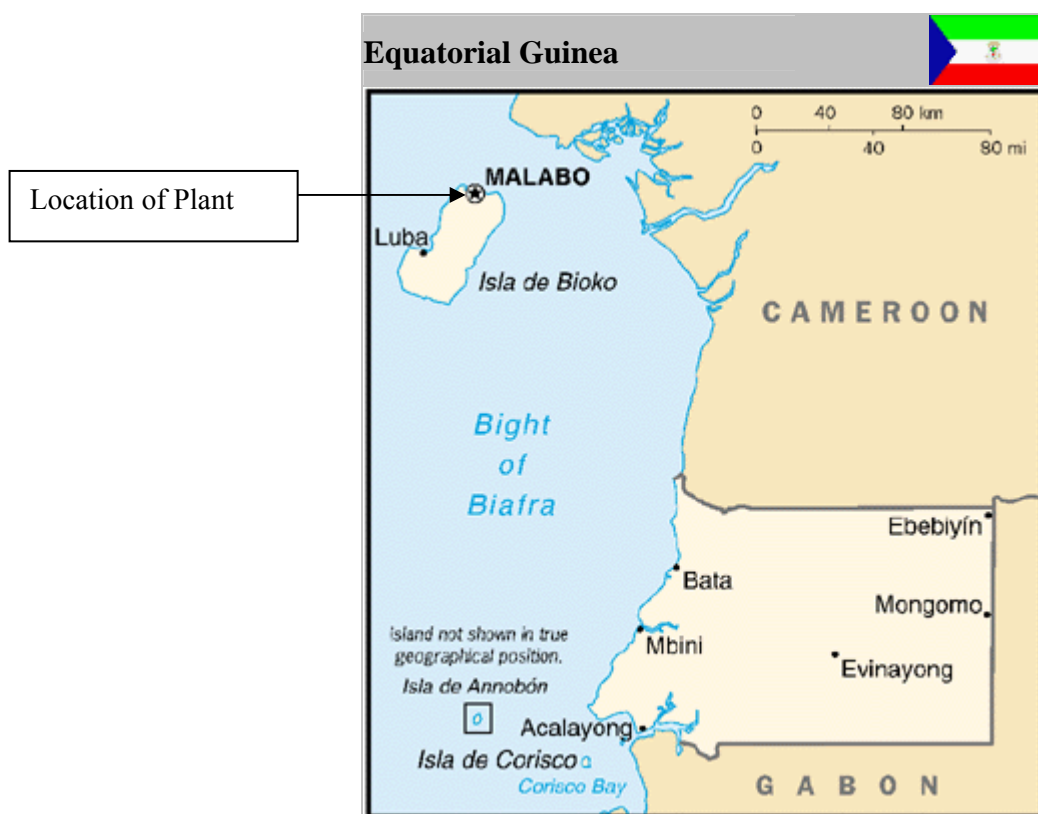 Equatorial Guinea
0 40 80 km
0 40 80 mi
Location of Plant
MALABO
Luba
Isla de Bioko
CAMEROON
Bight
of
Biafra
Ebebiyín
Bata
Mongomo
Mbini
Evinayong
island not shown in true
geographical position.
Isla de Annobón
Acalayong
Isla de Corisco
Corisco Bay
GABON